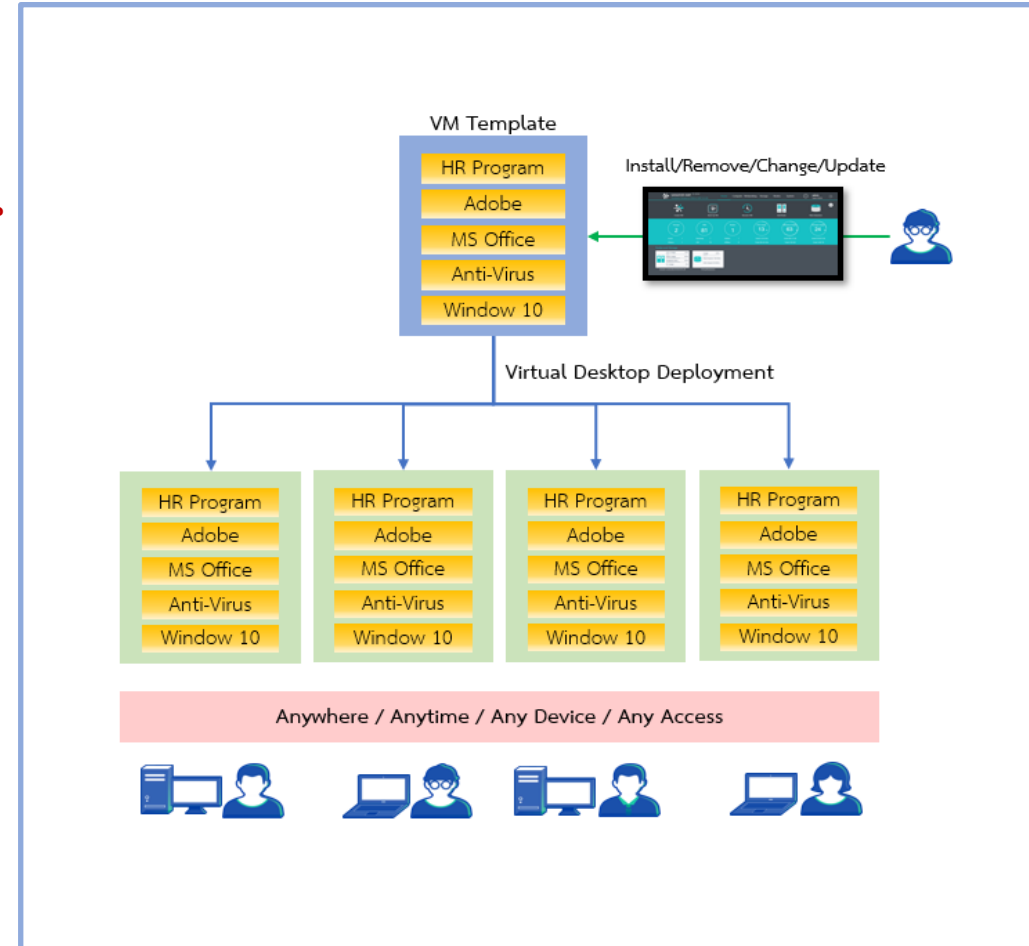 VM Template
HR Program
Adobe
MS Office
Anti-Virus
Window 10
Install/Remove/Change/Update
Virtual Desktop Deployment
HR Program
Adobe
MS Office
Anti-Virus
Window 10
HR Program
Adobe
MS Office
Anti-Virus
Window 10
HR Program
Adobe
MS Office
Anti-Virus
Window 10
HR Program
Adobe
MS Office
Anti-Virus
Window 10
Anywhere / Anytime / Any Device / Any Access